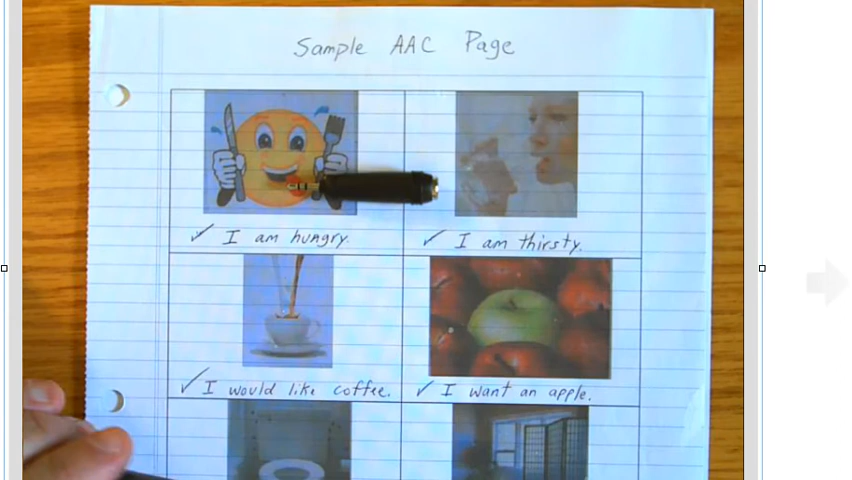 Sample AAC Page
✓ I am hungry.
✓ I am thirsty.
✓ I would like coffee.
✓ I want an apple.